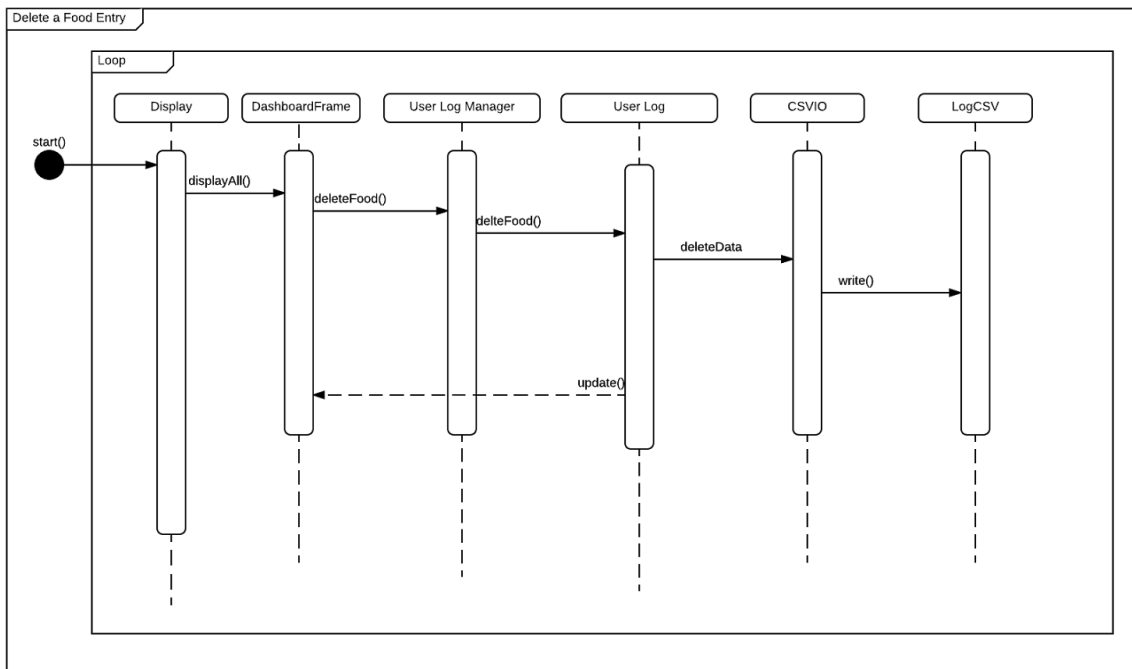 Delete a Food Entry
Loop
Display
DashboardFrame
User Log Manager
User Log
CSVIO
LogCSV
start()
displayAll()
deleteFood()
delteFood()
deleteData
write()
update()